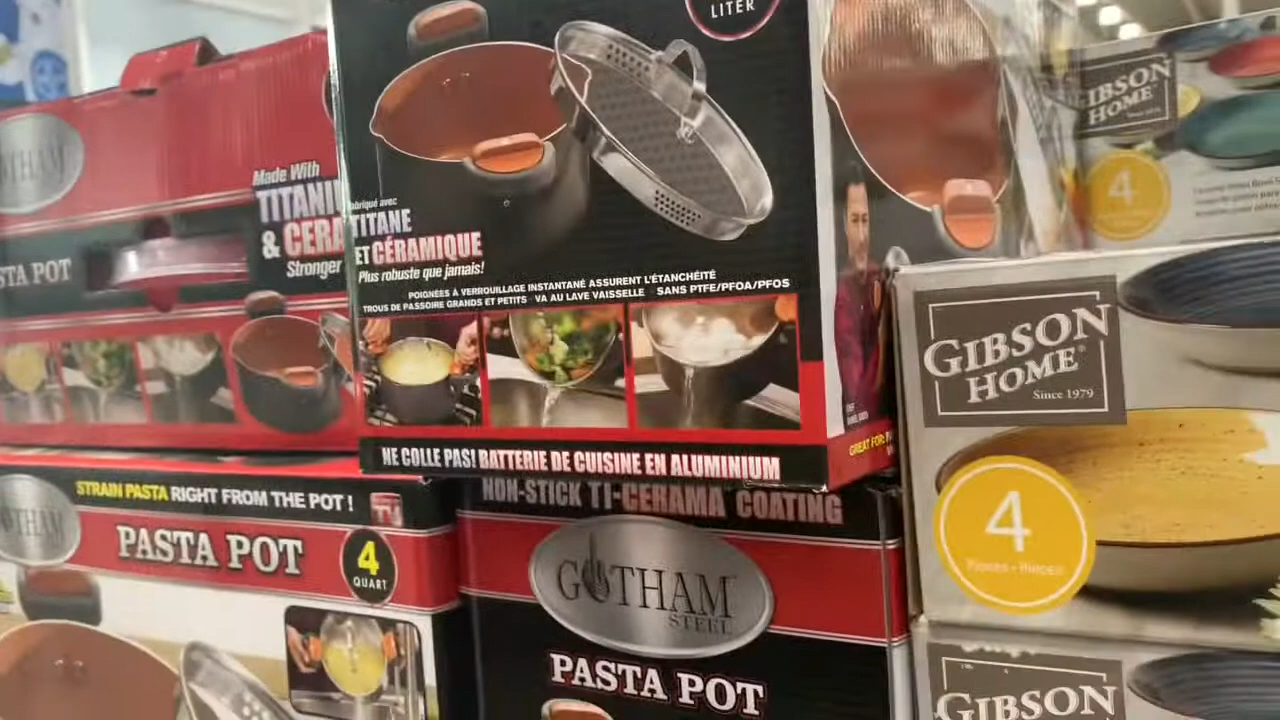 LITER
Made With
TITANI
& CERA
Stronger
STA POT
abriqué avec
TITANE
ET CÉRAMIQUE
Plus robuste que jamais!
POIGNÉES À VERROUILLAGE INSTANTANÉ ASSURENT L'ÉTANCHÉITÉ
TROUS DE PASSOIRE GRANDS ET PETITS · VA AU LAVE VAISSELLE SANS PTFE/PFOA/PFOS
NE COLLE PAS! BATTERIE DE CUISINE EN ALUMINIUM
GREAT FOR:
STRAIN PASTA RIGHT FROM THE POT !
PASTA POT
4
QUART
NON-STICK TI-CERAMA COATING
GOTHAM
STEEL
PASTA POT
GIBSON
HOME
4
GIBSON
HOME®
Since 1979
4
GIBSON